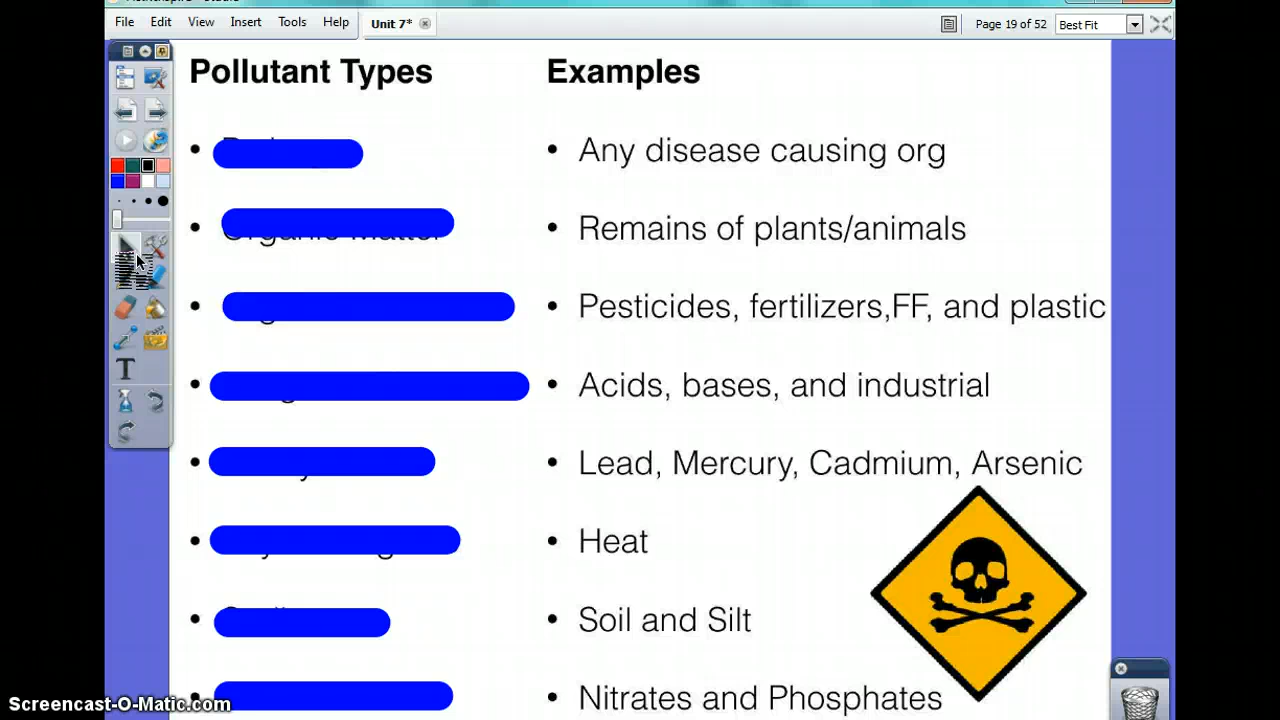 File Edit View Insert Tools Help Unit 7* Page 19 of 52 Best Fit
Pollutant Types Examples
• • Any disease causing org
• Organic Matter • Remains of plants/animals
• • Pesticides, fertilizers,FF, and plastic
• • Acids, bases, and industrial
• • Lead, Mercury, Cadmium, Arsenic
• • Heat
• • Soil and Silt
• • Nitrates and Phosphates
T
Screencast-O-Matic.com